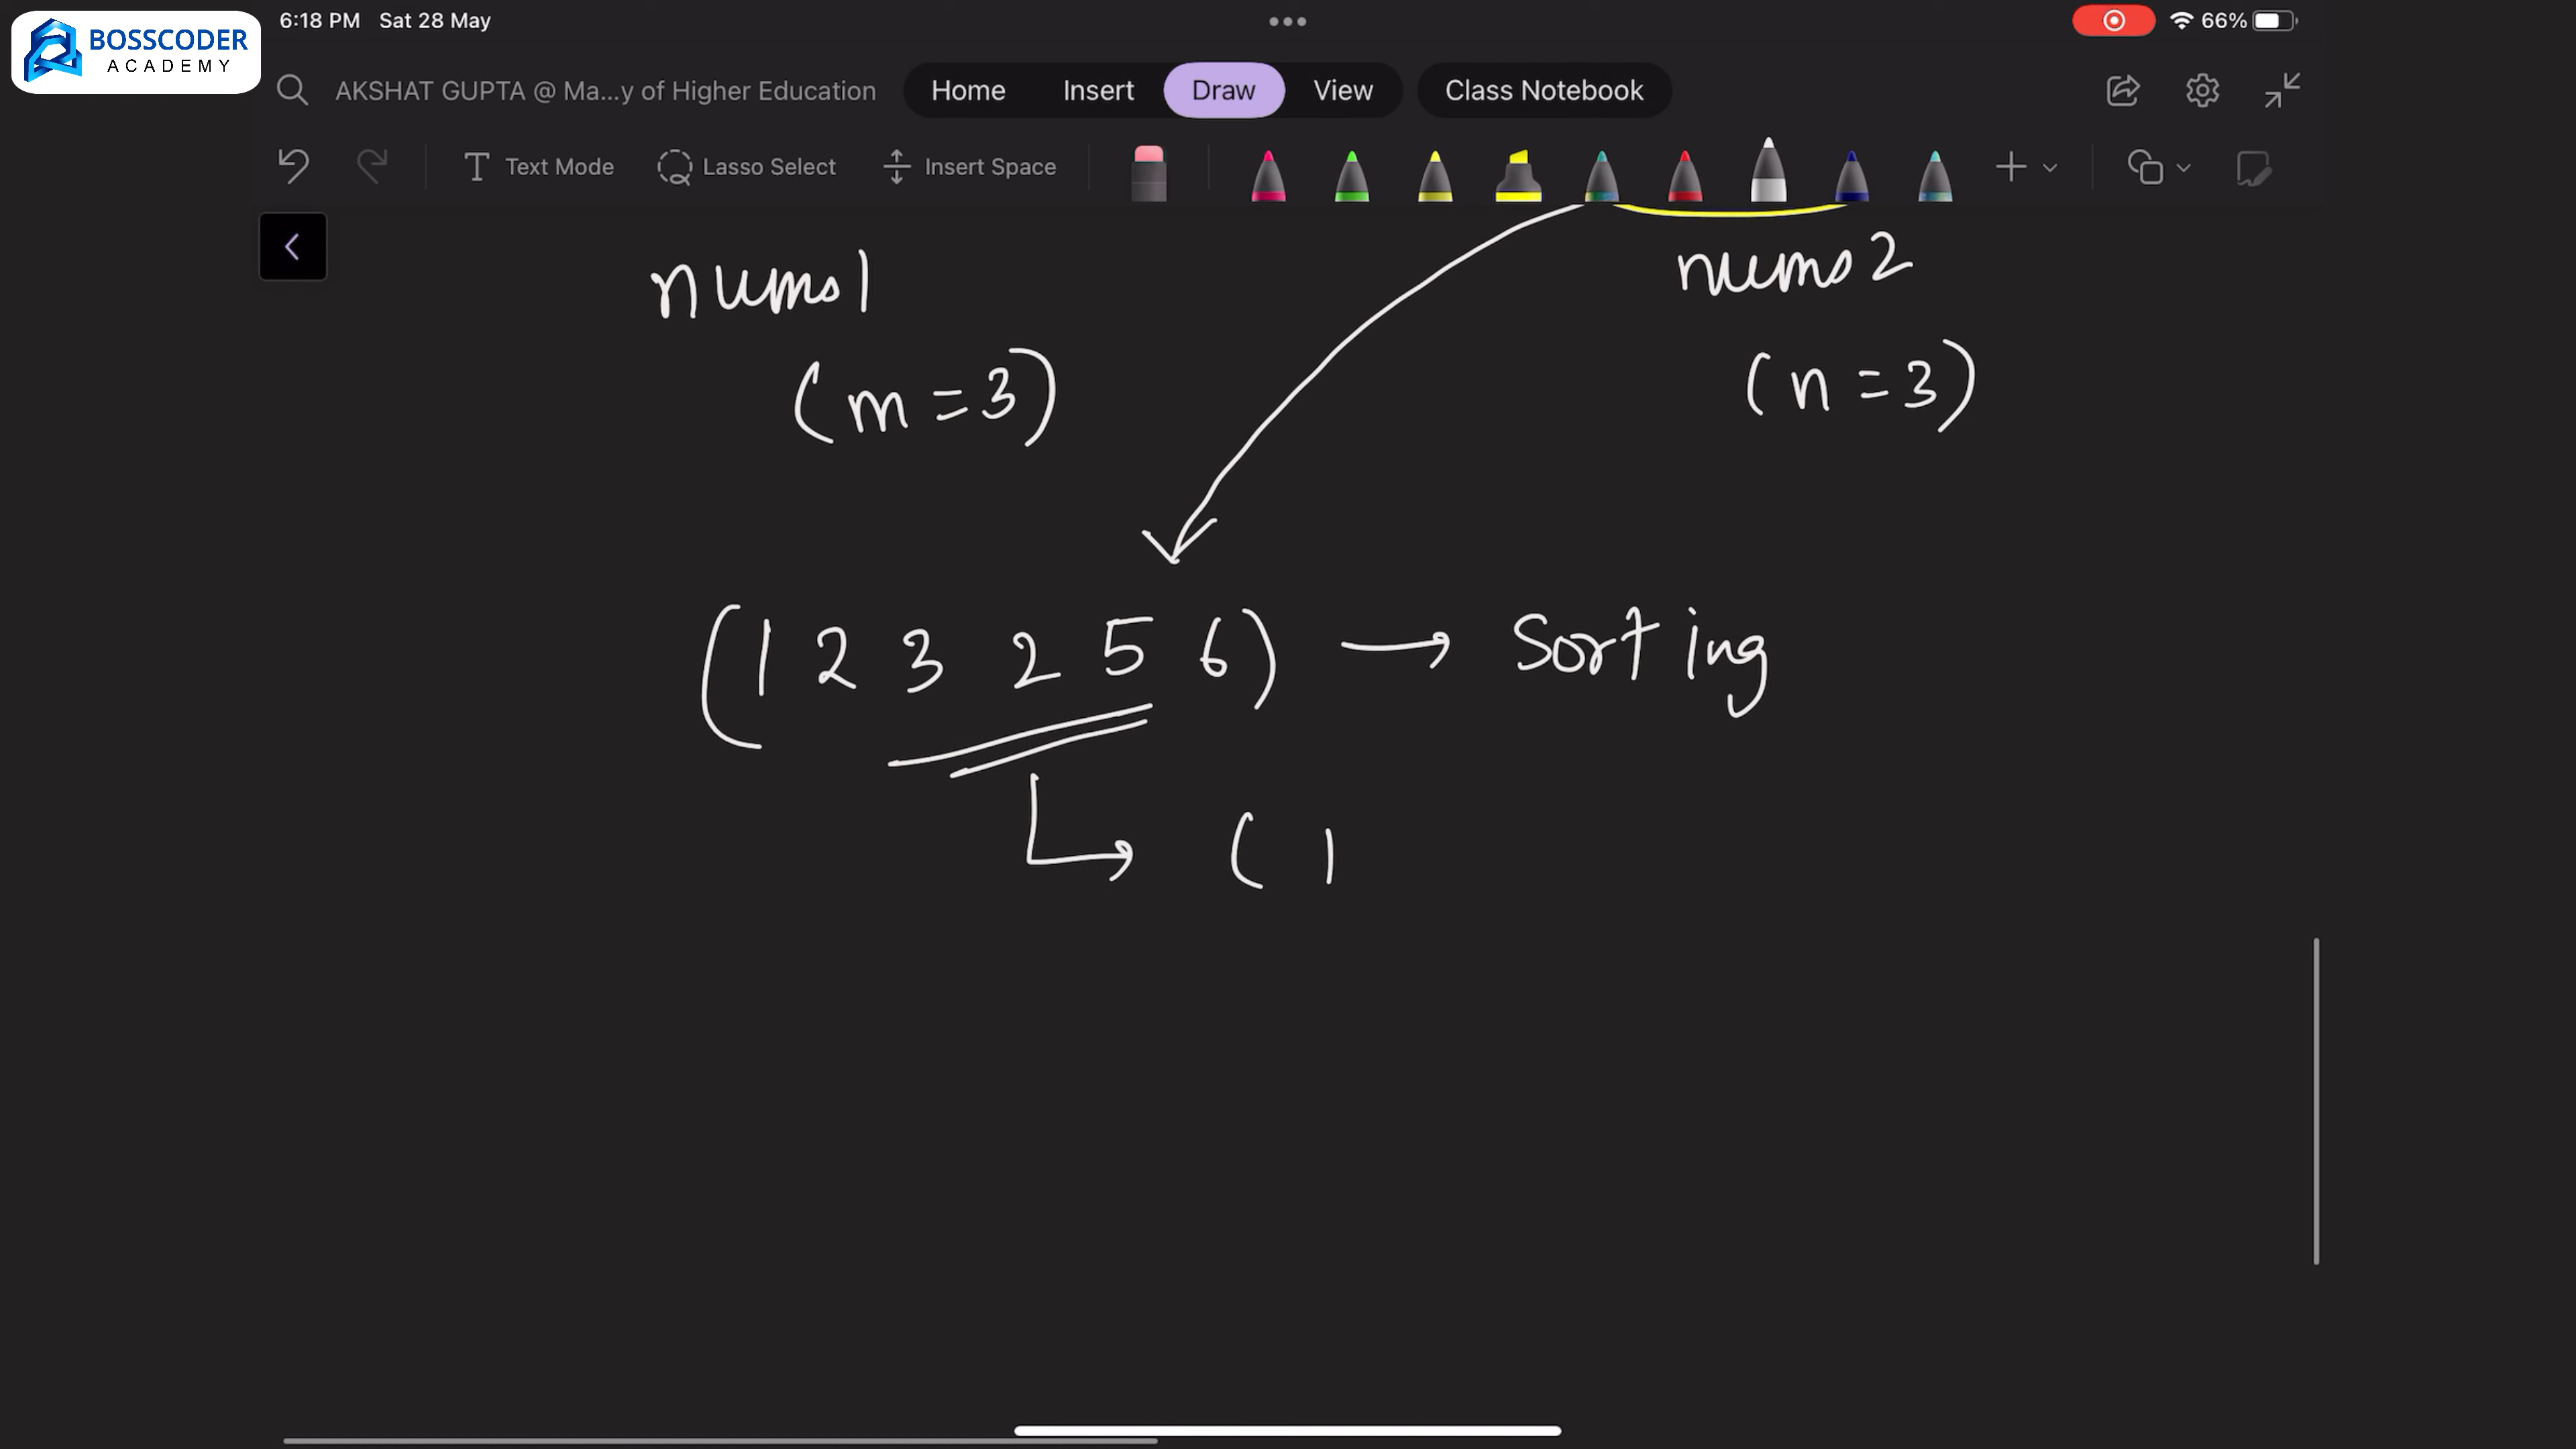 BOSSCODER
ACADEMY
6:18 PM Sat 28 May
66%
AKSHAT GUPTA @ Ma...y of Higher Education
Home Insert Draw View Class Notebook
Text Mode Lasso Select Insert Space
nums1 nums2
(m=3) (n=3)
(1 2 3 2 5 6) → Sorting
( 1